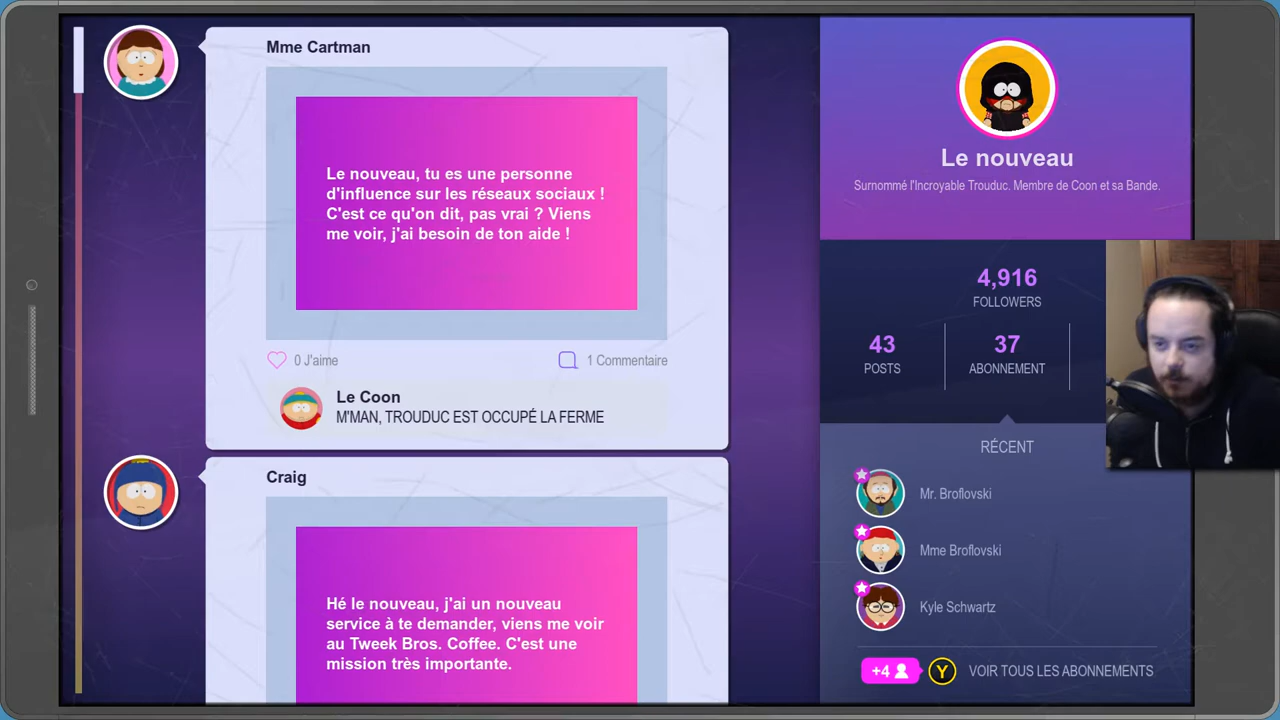 Mme Cartman
Le nouveau, tu es une personne
d'influence sur les réseaux sociaux !
C'est ce qu'on dit, pas vrai ? Viens
me voir, j'ai besoin de ton aide !
0 J'aime
1 Commentaire
Le Coon
M'MAN, TROUDUC EST OCCUPÉ LA FERME
Craig
Hé le nouveau, j'ai un nouveau
service à te demander, viens me voir
au Tweek Bros. Coffee. C'est une
mission très importante.
Le nouveau
Surnommé l'Incroyable Trouduc. Membre de Coon et sa Bande.
4,916
FOLLOWERS
43
POSTS
37
ABONNEMENT
RÉCENT
Mr. Broflovski
Mme Broflovski
Kyle Schwartz
+4
Y
VOIR TOUS LES ABONNEMENTS